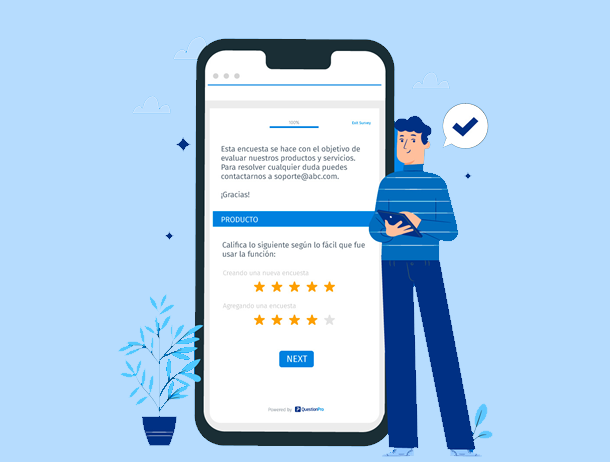 100%
Exit Survey
Esta encuesta se hace con el objetivo de
evaluar nuestros productos y servicios.
Para resolver cualquier duda puedes
contactarnos a soporte@abc.com.
¡Gracias!
PRODUCTO
Califica lo siguiente según lo fácil que fue
usar la función:
Creando una nueve encuesta
Agregando una encuesta
NEXT
Powered by QuestionPro